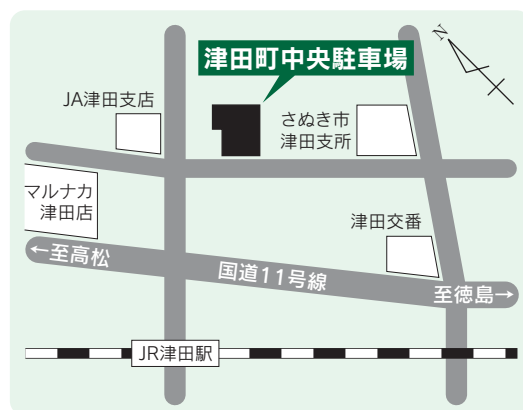 N
津田町中央駐車場
JA津田支店
さぬき市
津田支所
マルナカ
津田店
津田交番
←至高松
国道11号線
至徳島→
JR津田駅